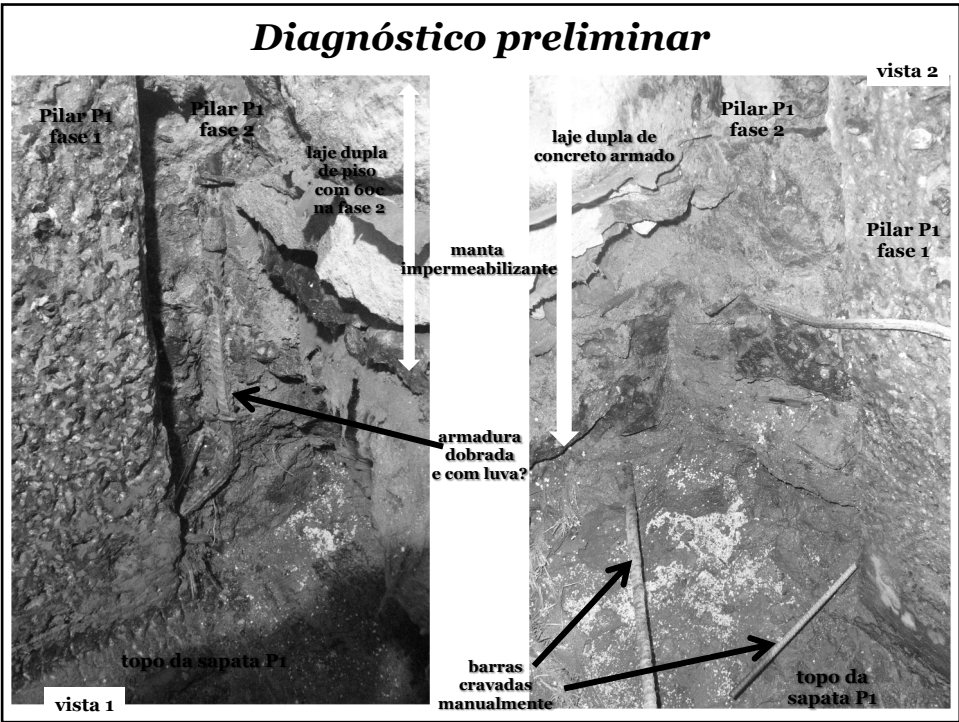 Diagnóstico preliminar
Pilar P1
fase 1
Pilar P1
fase 2
laje dupla
de piso
com 60c
na fase 2
manta
impermeabilizante
armadura
dobrada
e com luva?
topo da sapata P1
vista 1
vista 2
Pilar P1
fase 2
laje dupla de
concreto armado
Pilar P1
fase 1
barras
cravadas
manualmente
topo da
sapata P1